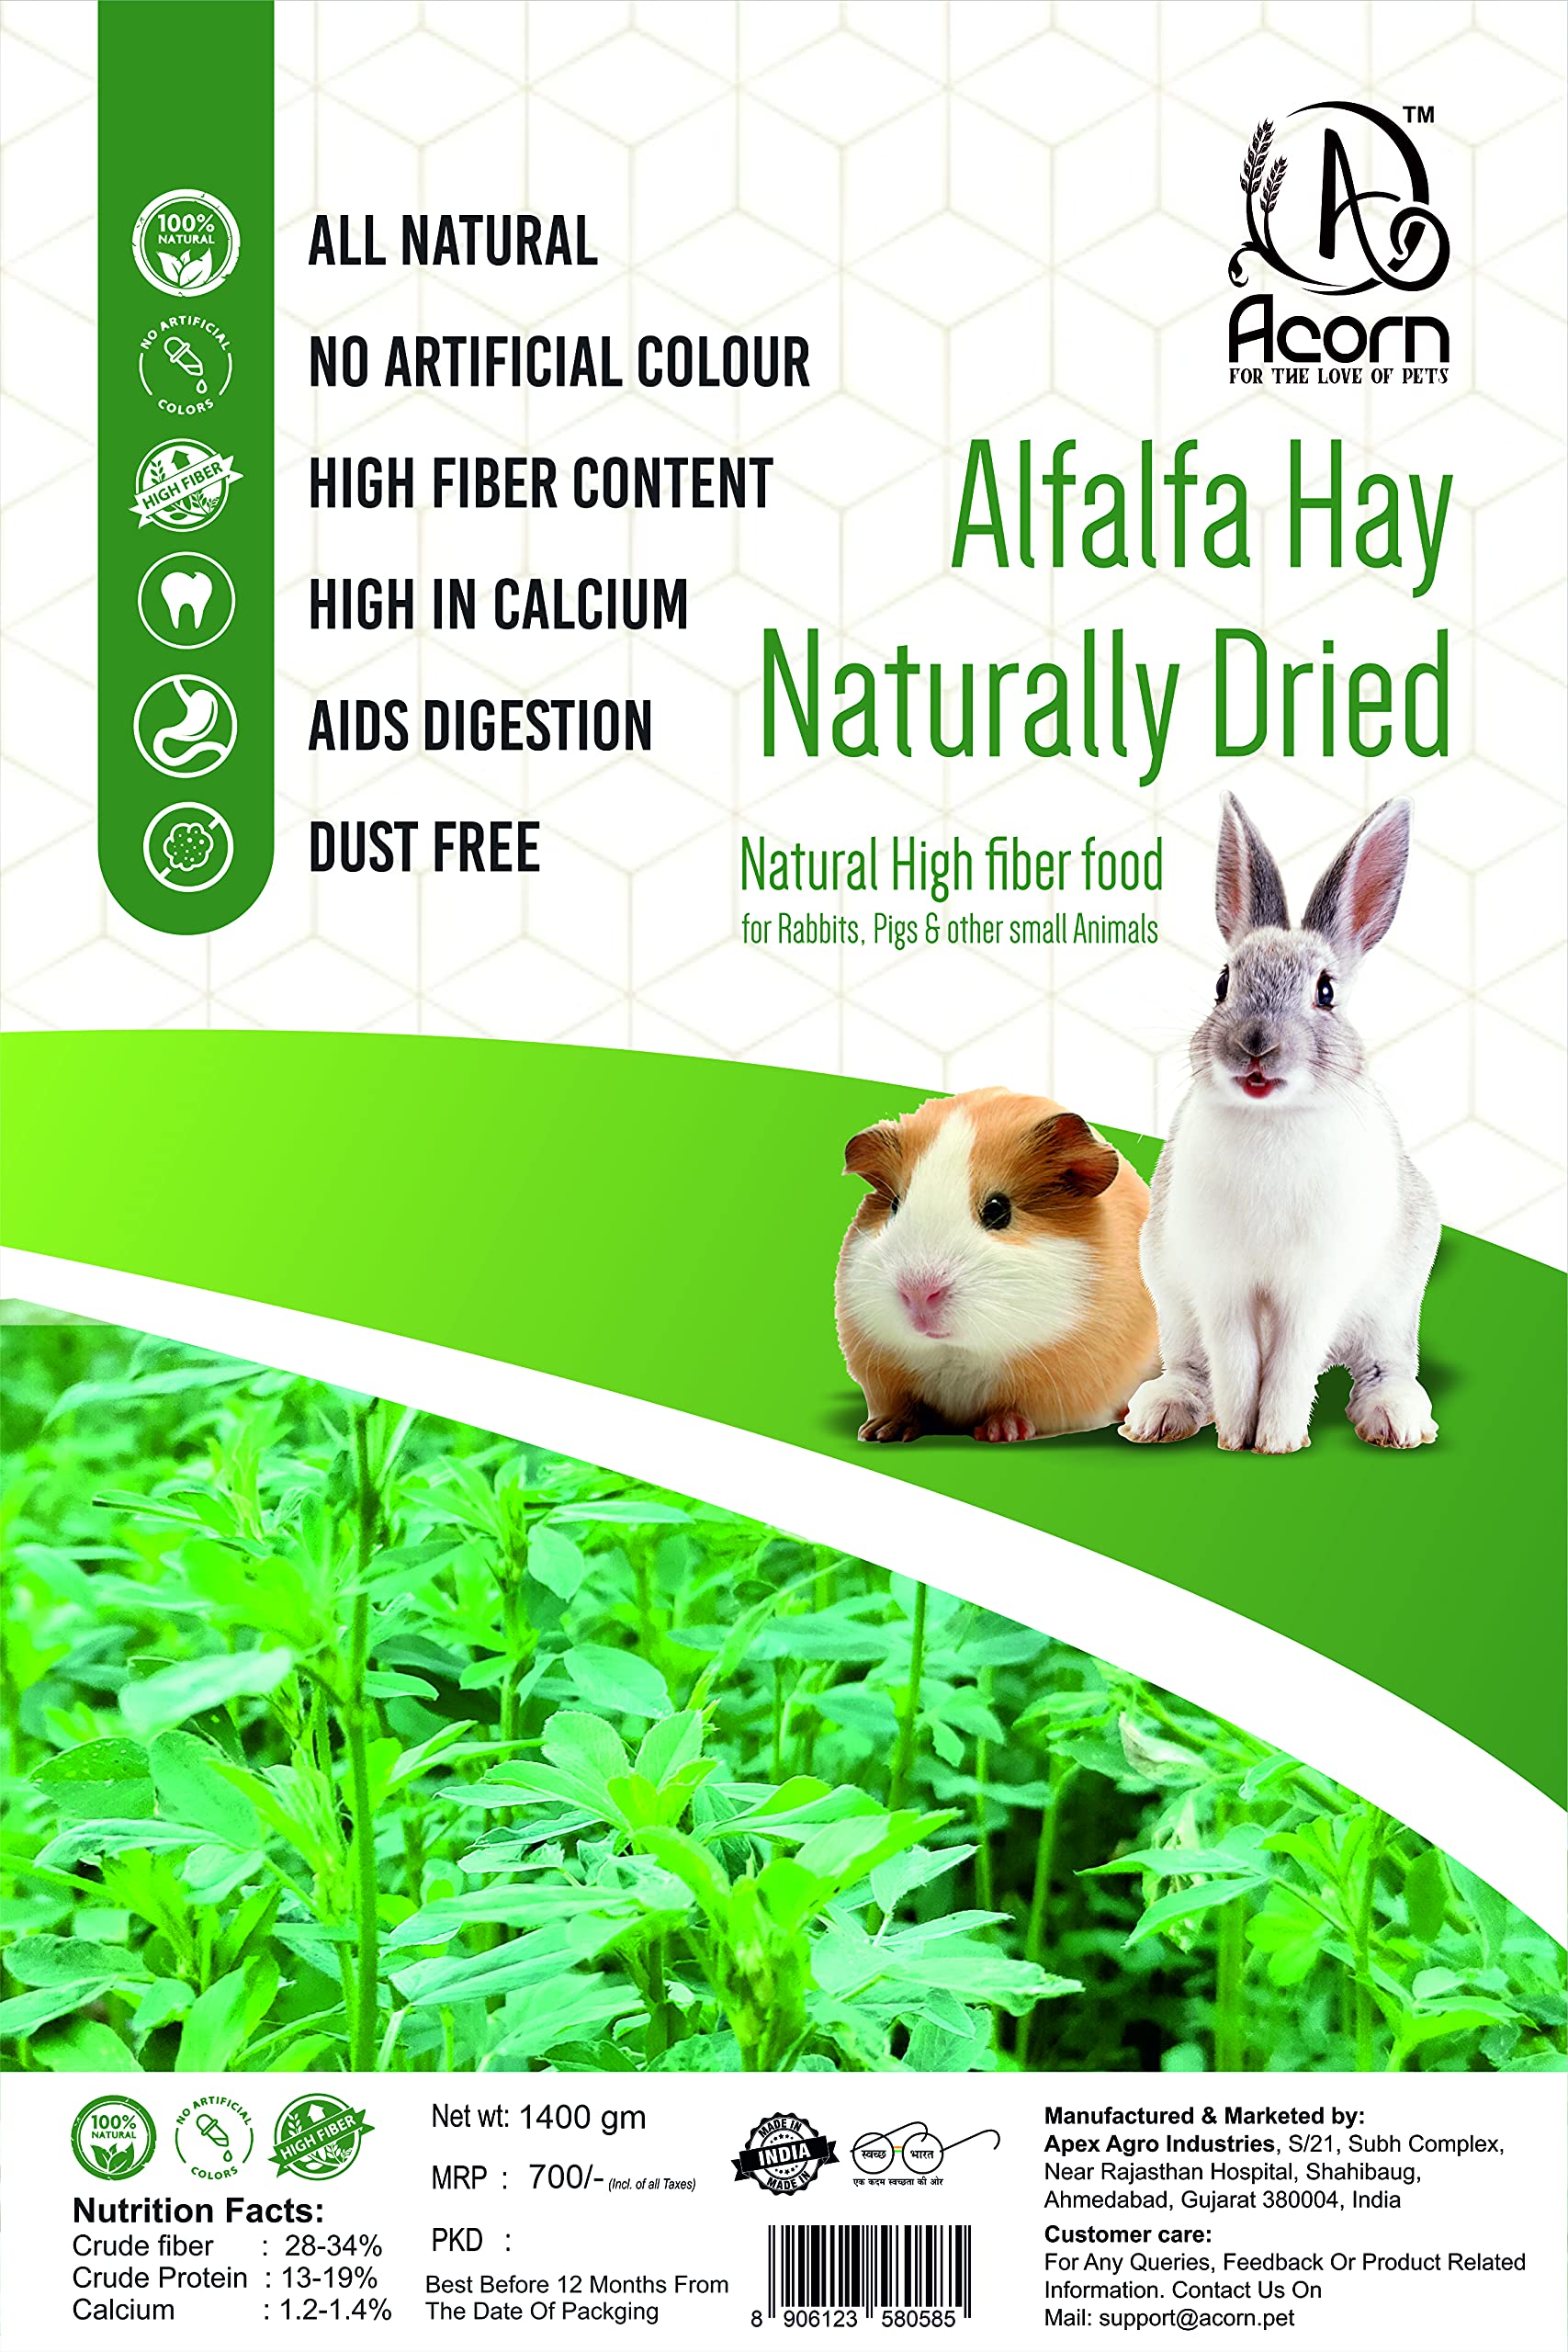 100%
NATURAL
ALL NATURAL
NO ARTIFICIAL
COLORS
NO ARTIFICIAL COLOUR
HIGH FIBER
HIGH FIBER CONTENT
HIGH IN CALCIUM
AIDS DIGESTION
DUST FREE
A
TM
Acorn
FOR THE LOVE OF PETS
Alfalfa Hay
Naturally Dried
Natural High fiber food
for Rabbits, Pigs & other small Animals
100%
NATURAL
NO ARTIFICIAL
COLORS
HIGH FIBER
Nutrition Facts:
Crude fiber : 28-34%
Crude Protein : 13-19%
Calcium : 1.2-1.4%
Net wt: 1400 gm
MRP : 700/- (Incl. of all Taxes)
PKD :
Best Before 12 Months From
The Date Of Packging
MADE IN
INDIA
MADE IN
स्वच्छ भारत
एक कदम स्वच्छता की ओर
8 906123 580585
Manufactured & Marketed by:
Apex Agro Industries, S/21, Subh Complex,
Near Rajasthan Hospital, Shahibaug,
Ahmedabad, Gujarat 380004, India
Customer care:
For Any Queries, Feedback Or Product Related
Information. Contact Us On
Mail: support@acorn.pet